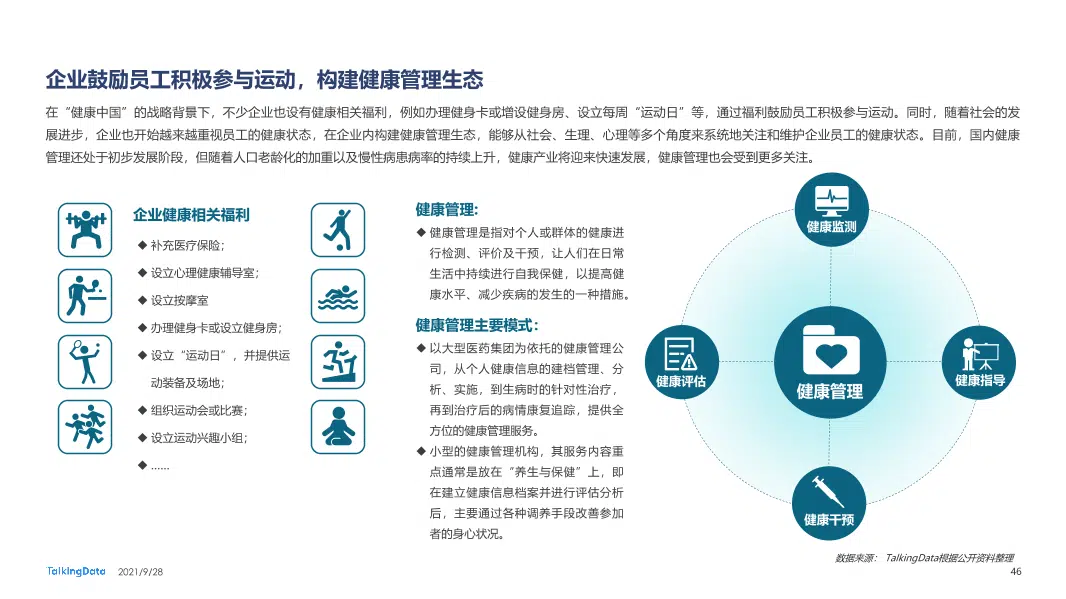 企业鼓励员工积极参与运动，构建健康管理生态
在“健康中国”的战略背景下，不少企业也设有健康相关福利，例如办理健身卡或增设健身房、设立每周“运动日”等，通过福利鼓励员工积极参与运动。同时，随着社会的发
展进步，企业也开始越来越重视员工的健康状态，在企业内构建健康管理生态，能够从社会、生理、心理等多个角度来系统地关注和维护企业员工的健康状态。目前，国内健康
管理还处于初步发展阶段，但随着人口老龄化的加重以及慢性病患病率的持续上升，健康产业将迎来快速发展，健康管理也会受到更多关注。
企业健康相关福利
◆ 补充医疗保险；
◆ 设立心理健康辅导室；
◆ 设立按摩室
◆ 办理健身卡或设立健身房；
◆ 设立“运动日”，并提供运
动装备及场地；
◆ 组织运动会或比赛；
◆ 设立运动兴趣小组；
◆ ......
健康管理：
◆ 健康管理是指对个人或群体的健康进
行检测、评价及干预，让人们在日常
生活中持续进行自我保健，以提高健
康水平、减少疾病的发生的一种措施。
健康管理主要模式：
◆ 以大型医药集团为依托的健康管理公
司，从个人健康信息的建档管理、分
析、实施，到生病时的针对性治疗，
再到治疗后的病情康复追踪，提供全
方位的健康管理服务。
◆ 小型的健康管理机构，其服务内容重
点通常是放在“养生与保健”上，即
在建立健康信息档案并进行评估分析
后，主要通过各种调养手段改善参加
者的身心状况。
健康监测
健康评估
健康管理
健康指导
健康干预
数据来源： TalkingData根据公开资料整理
TalkingData 2021/9/28
46